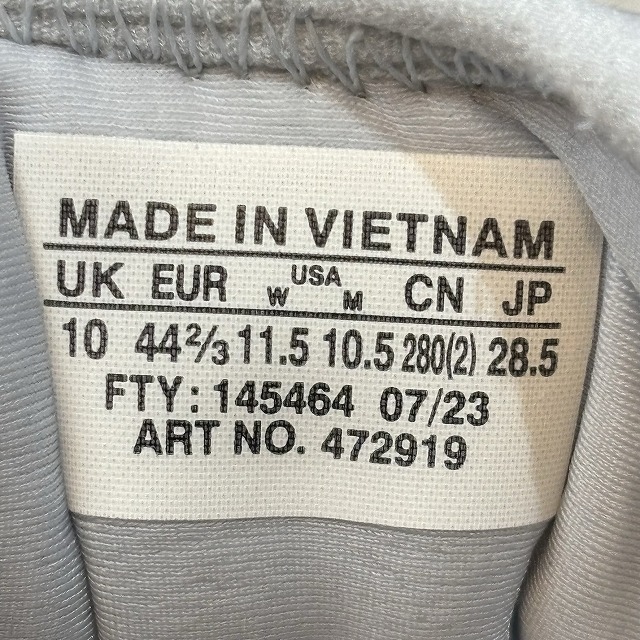 MADE IN VIETNAM
UK EUR USA W M CN JP
10 44⅔ 11.5 10.5 280(2) 28.5
FTY: 145464 07/23
ART NO. 472919